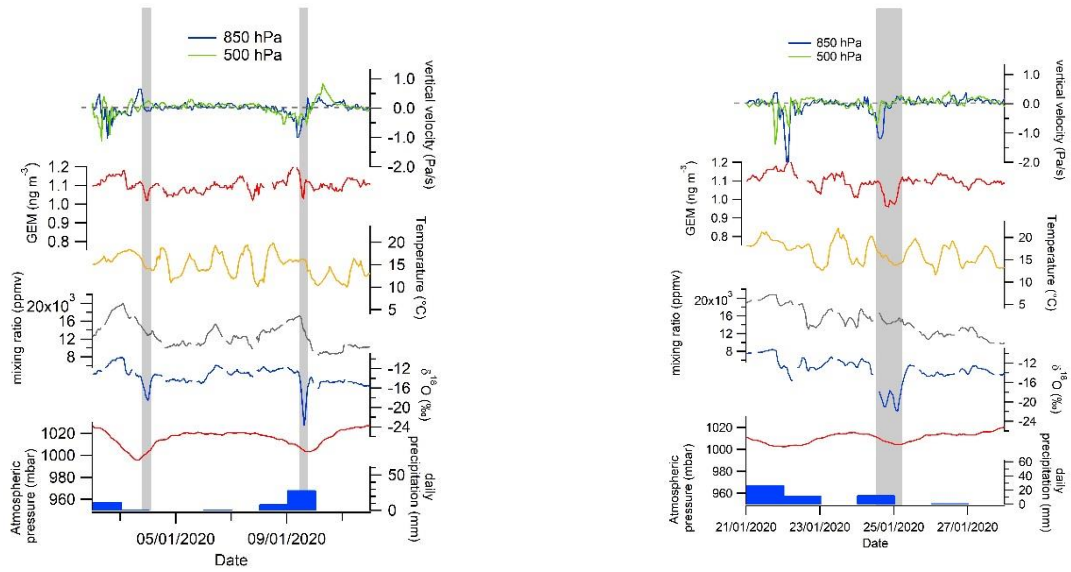 850 hPa
500 hPa
1.0
0.0
-1.0
-2.0
vertical velocity (Pa/s)
1.2
1.1
1.0
0.9
0.8
GEM (ng m⁻³)
20
15
10
5
Temperature (°C)
20x10³
16
12
8
mixing ratio (ppmv)
-12
-16
-20
-24
δ¹⁸O (‰)
1020
1000
980
960
Atmospheric
pressure (mbar)
50
0
daily
precipitation (mm)
05/01/2020 09/01/2020
Date
850 hPa
500 hPa
1.0
0.0
-1.0
-2.0
vertical velocity (Pa/s)
1.2
1.1
1.0
0.9
0.8
GEM (ng m⁻³)
20
15
10
5
Temperature (°C)
20x10³
16
12
8
mixing ratio (ppmv)
-12
-16
-20
-24
δ¹⁸O (‰)
1020
1000
980
960
Atmospheric
pressure (mbar)
60
40
20
0
daily
precipitation (mm)
21/01/2020 23/01/2020 25/01/2020 27/01/2020
Date